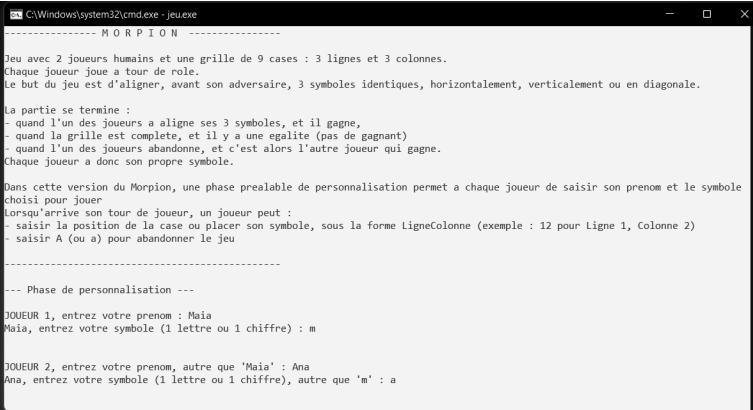 C:\Windows\system32\cmd.exe - jeu.exe
--------------- M O R P I O N ---------------
Jeu avec 2 joueurs humains et une grille de 9 cases : 3 lignes et 3 colonnes.
Chaque joueur joue a tour de role.
Le but du jeu est d'aligner, avant son adversaire, 3 symboles identiques, horizontalement, verticalement ou en diagonale.
La partie se termine :
- quand l'un des joueurs a aligne ses 3 symboles, et il gagne,
- quand la grille est complete, et il y a une egalite (pas de gagnant)
- quand l'un des joueurs abandonne, et c'est alors l'autre joueur qui gagne.
Chaque joueur a donc son propre symbole.
Dans cette version du Morpion, une phase prealable de personnalisation permet a chaque joueur de saisir son prenom et le symbole
choisi pour jouer
Lorsqu'arrive son tour de joueur, un joueur peut :
- saisir la position de la case ou placer son symbole, sous la forme LigneColonne (exemple : 12 pour Ligne 1, Colonne 2)
- saisir A (ou a) pour abandonner le jeu
----------------------------------------------
--- Phase de personnalisation ---
JOUEUR 1, entrez votre prenom : Maia
Maia, entrez votre symbole (1 lettre ou 1 chiffre) : m
JOUEUR 2, entrez votre prenom, autre que 'Maia' : Ana
Ana, entrez votre symbole (1 lettre ou 1 chiffre), autre que 'm' : a